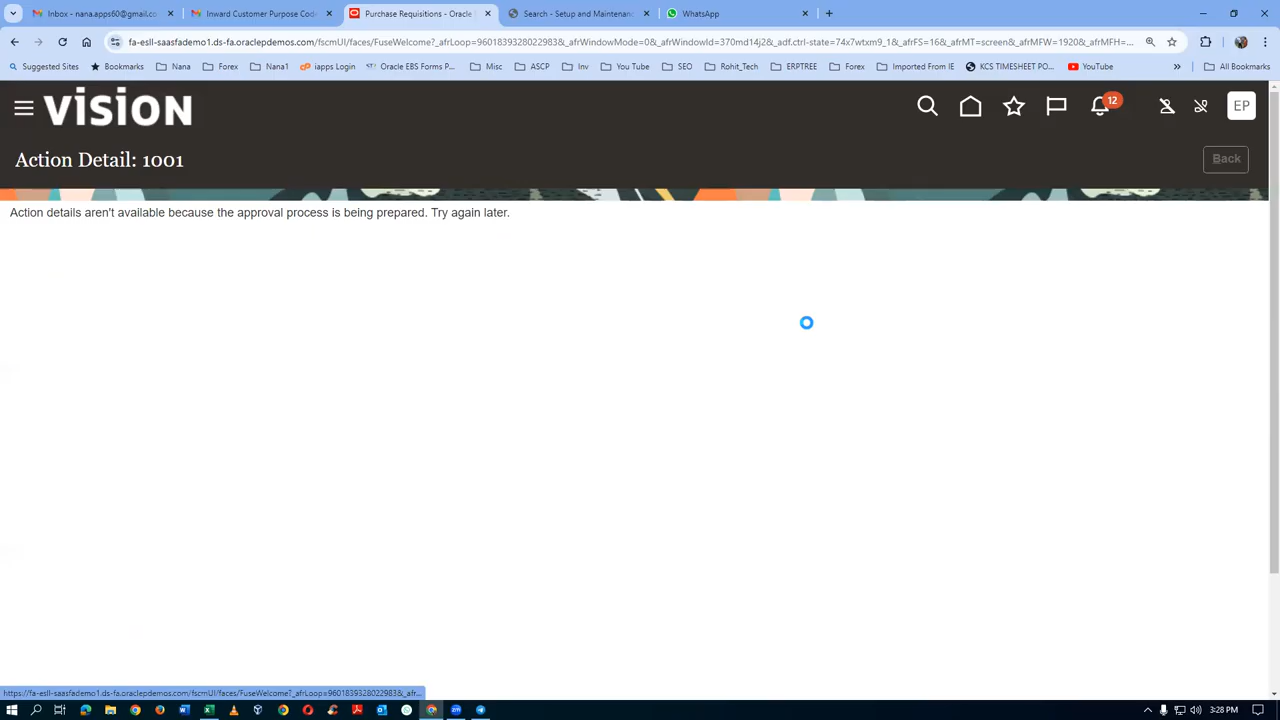 Inbox - nana.apps60@gmail.co
Inward Customer Purpose Cod
Purchase Requisitions - Oracle
Search - Setup and Maintenanc
WhatsApp
fa-esll-saasfademo1.ds-fa.oraclepdemos.com/fscmUI/faces/FuseWelcome?_afrLoop=9601839328022983&_afrWindowMode=0&_afrWindowId=370md14j2&_adf.ctrl-state=74x7wtxm9_1&_afrFS=16&_afrMT=screen&_afrMFW=1920&_afrMFH=...
Suggested Sites
Bookmarks
Nana
Forex
Nana1
iapps Login
Oracle EBS Forms P...
Misc
ASCP
Inv
You Tube
SEO
Rohit_Tech
ERPTREE
Forex
Imported From IE
KCS TIMESHEET PO...
YouTube
All Bookmarks
vision
12
EP
Action Detail: 1001
Back
Action details aren't available because the approval process is being prepared. Try again later.
https://fa-esll-saasfademo1.ds-fa.oraclepdemos.com/fscmUI/faces/FuseWelcome?_afrLoop=9601839328022983&_af...
3:28 PM